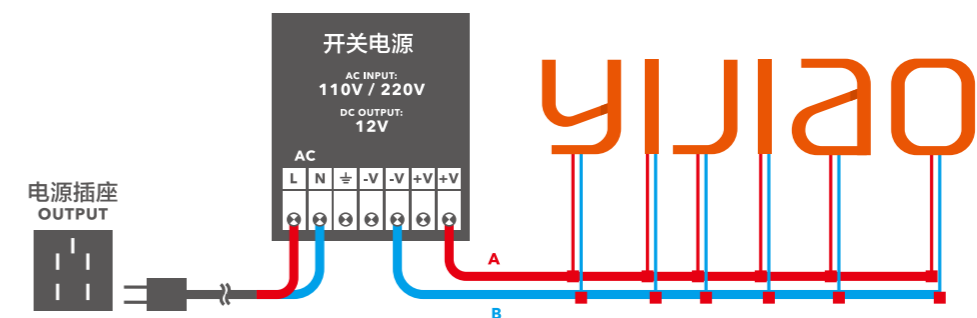 开关电源
AC INPUT:
110V / 220V
DC OUTPUT:
12V
AC
L N ⏚ -V -V +V +V
电源插座
OUTPUT
YIJIAO
A
B